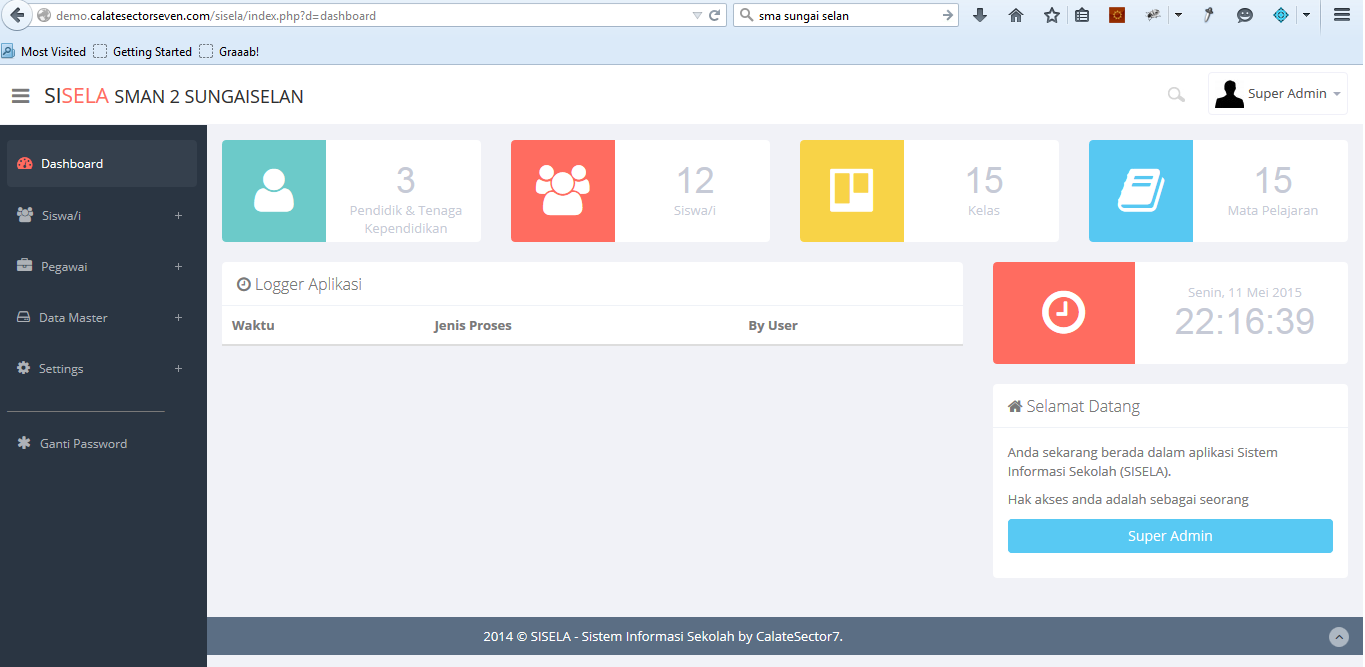 demo.calatesectorseven.com/sisela/index.php?d=dashboard
sma sungai selan
Most Visited Getting Started Graaab!
SISELA SMAN 2 SUNGAISELAN
Super Admin
Dashboard
Siswa/i +
Pegawai +
Data Master +
Settings +
Ganti Password
3
Pendidik & Tenaga
Kependidikan
12
Siswa/i
15
Kelas
15
Mata Pelajaran
Logger Aplikasi
Waktu Jenis Proses By User
Senin, 11 Mei 2015
22:16:39
Selamat Datang
Anda sekarang berada dalam aplikasi Sistem
Informasi Sekolah (SISELA).
Hak akses anda adalah sebagai seorang
Super Admin
2014 © SISELA - Sistem Informasi Sekolah by CalateSector7.